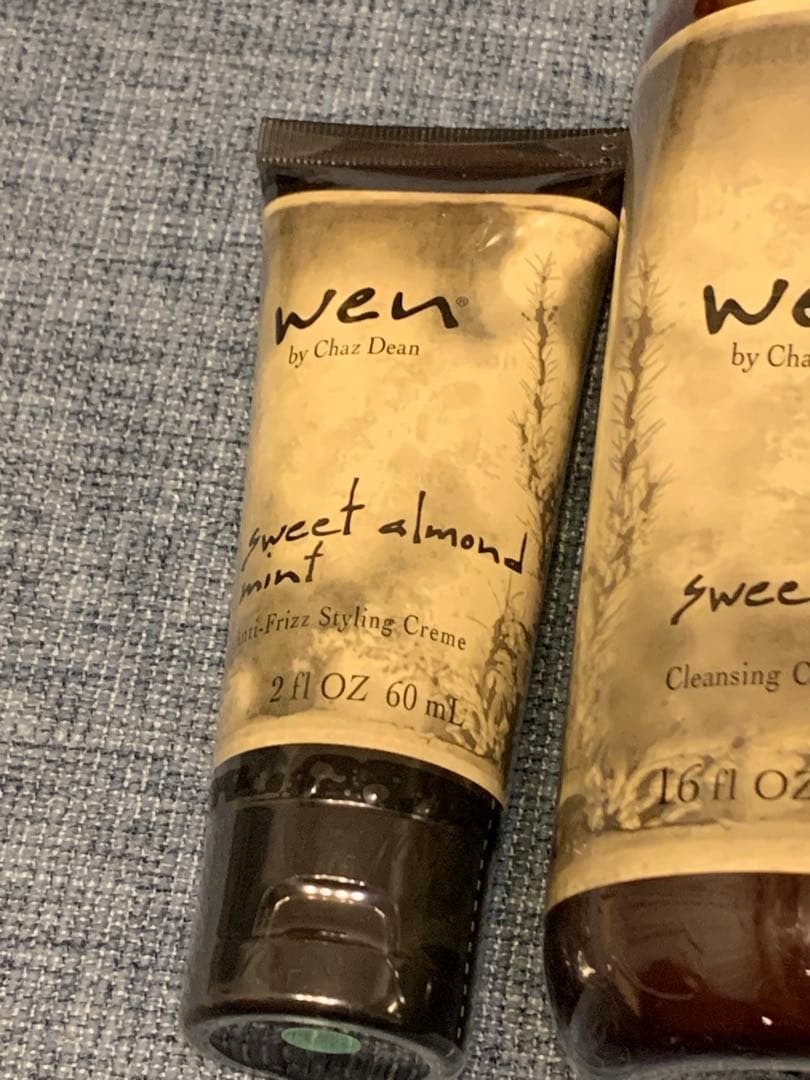 wen®
by Chaz Dean
sweet almond
mint
Anti-Frizz Styling Creme
2 fl OZ 60 mL
we
by Cha
swee
Cleansing C
16 fl OZ